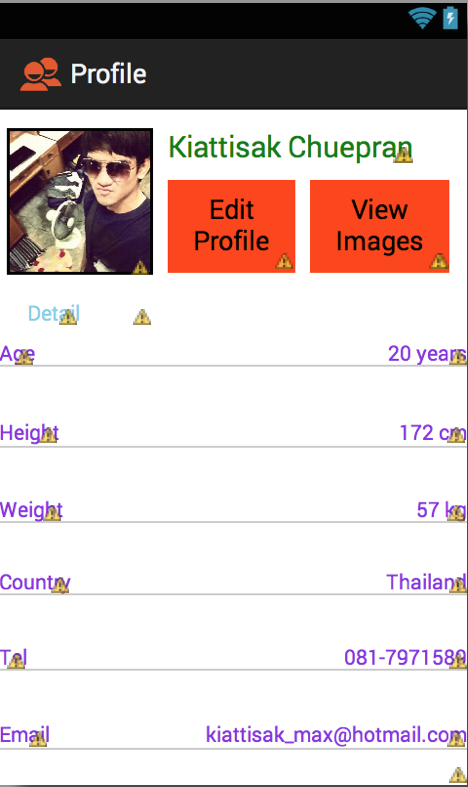 Profile
Kiattisak Chuepran
Edit
Profile
View
Images
Detail
Age
20 years
Height
172 cm
Weight
57 kg
Country
Thailand
Tel
081-7971589
Email
kiattisak_max@hotmail.com